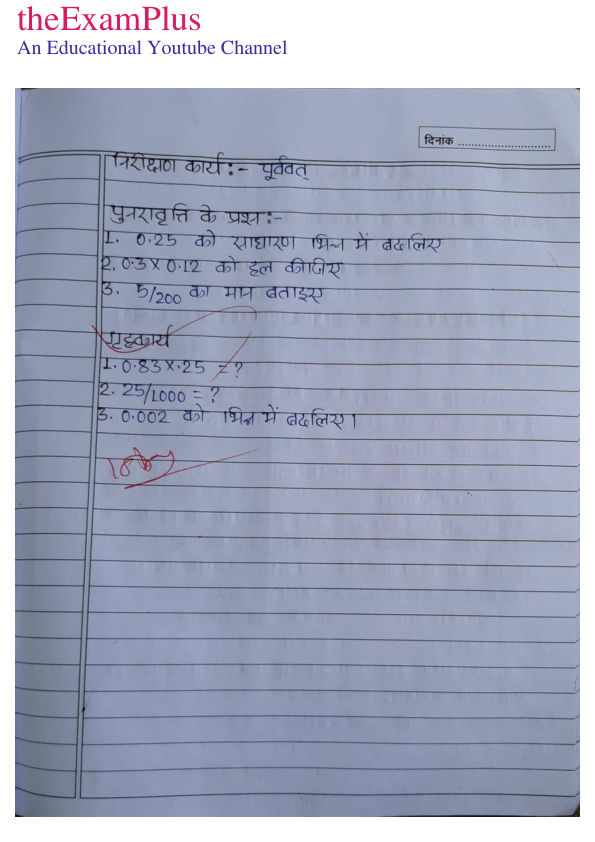 theExamPlus
An Educational Youtube Channel
दिनांक
निरीक्षण कार्य :- पूर्ववत्
पुनरावृत्ति के प्रश्न :-
1. 0.25 को साधारण भिन्न में बदलिए
2. 0.3 X 0.12 को हल कीजिए
3. 5/200 का मान बताइए
गृहकार्य
1. 0.83 X .25 = ?
2. 25/1000 = ?
3. 0.002 को भिन्न में बदलिए।